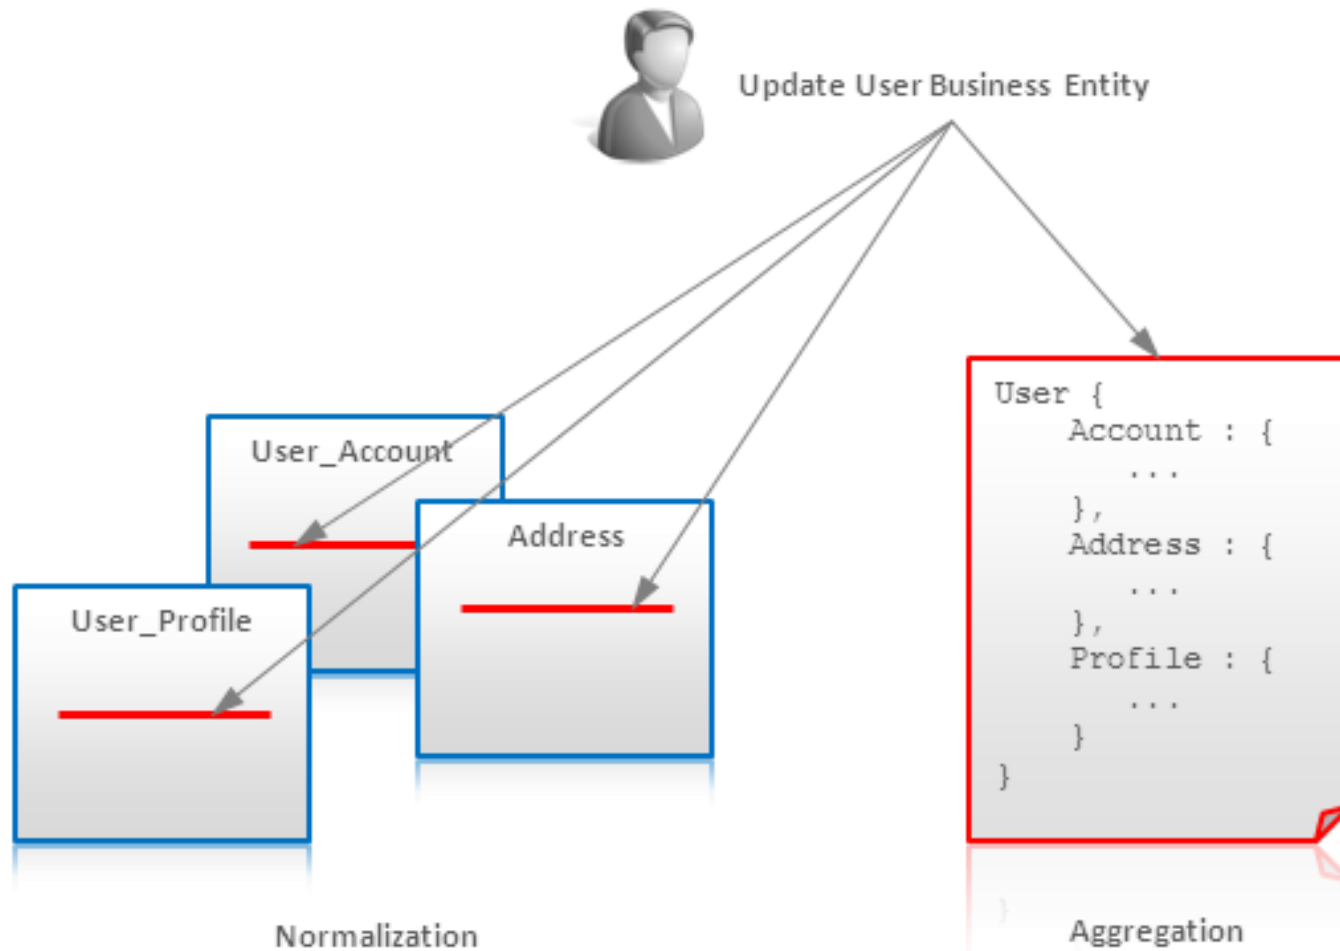 Update User Business Entity
User_Account
Address
User_Profile
Normalization
User {
Account : {
...
},
Address : {
...
},
Profile : {
...
}
}
}
Aggregation